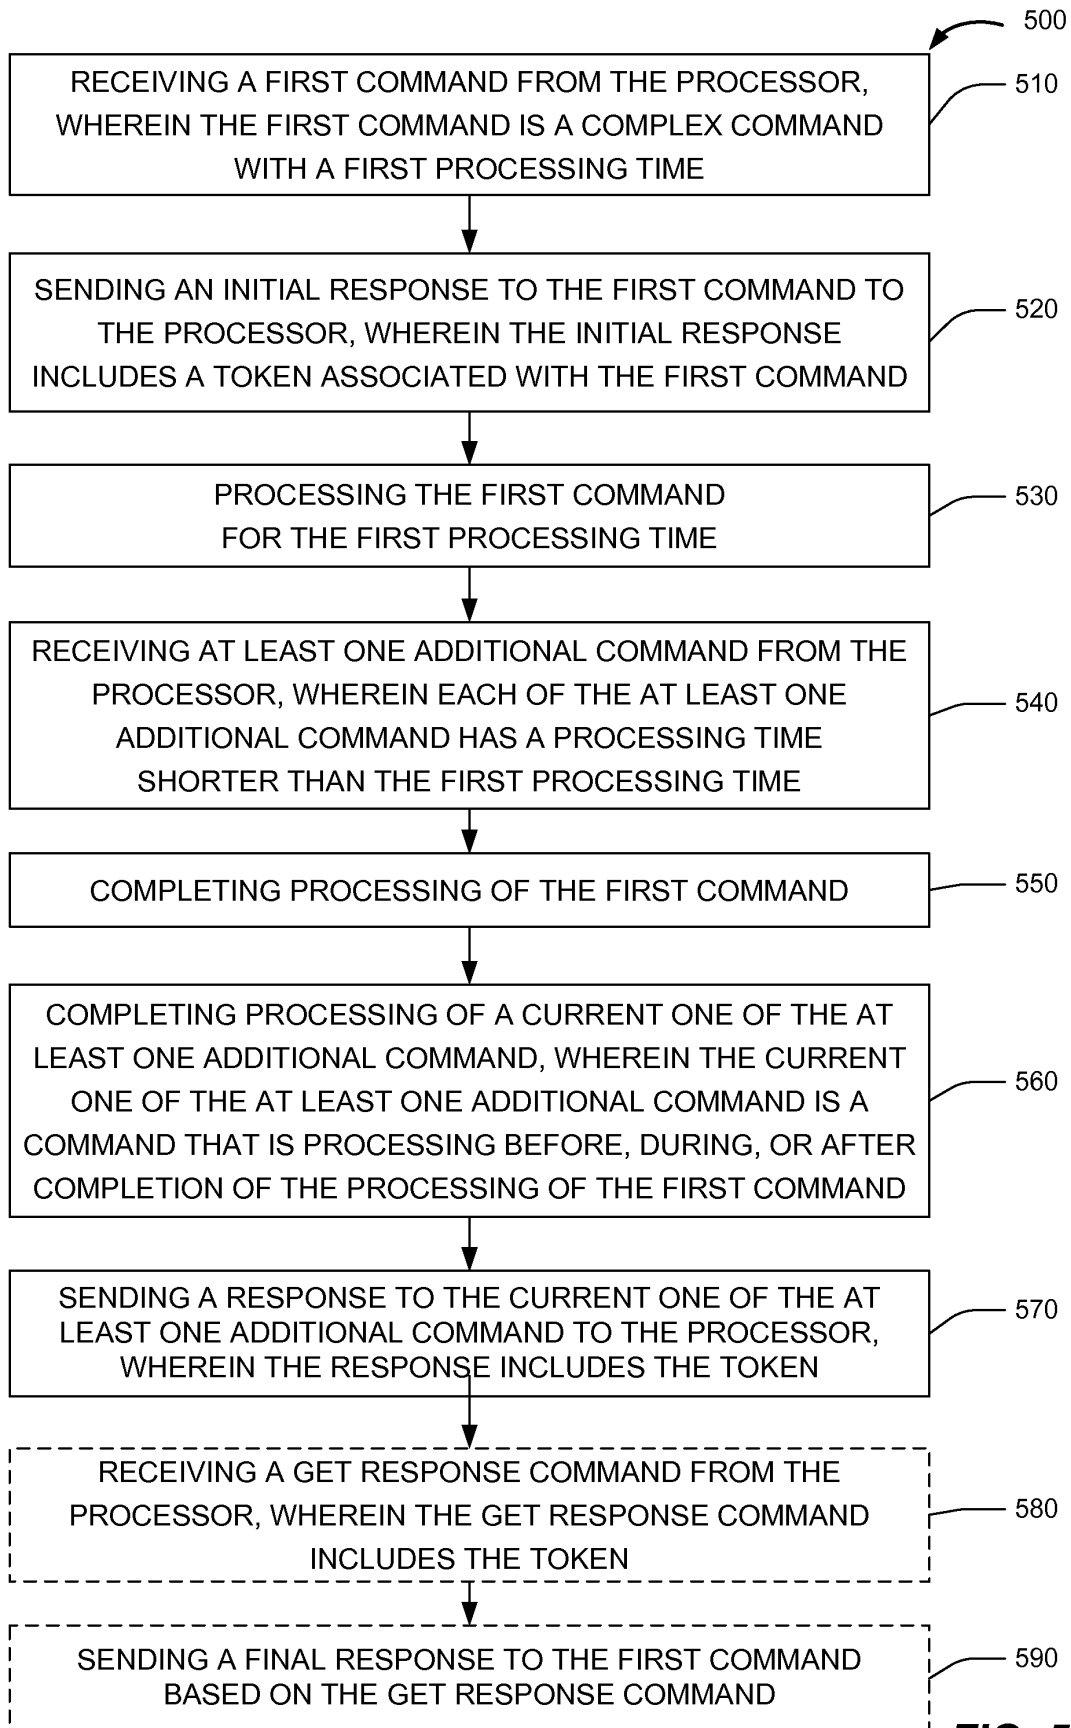 500
RECEIVING A FIRST COMMAND FROM THE PROCESSOR,
WHEREIN THE FIRST COMMAND IS A COMPLEX COMMAND
WITH A FIRST PROCESSING TIME
510
SENDING AN INITIAL RESPONSE TO THE FIRST COMMAND TO
THE PROCESSOR, WHEREIN THE INITIAL RESPONSE
INCLUDES A TOKEN ASSOCIATED WITH THE FIRST COMMAND
520
PROCESSING THE FIRST COMMAND
FOR THE FIRST PROCESSING TIME
530
RECEIVING AT LEAST ONE ADDITIONAL COMMAND FROM THE
PROCESSOR, WHEREIN EACH OF THE AT LEAST ONE
ADDITIONAL COMMAND HAS A PROCESSING TIME
SHORTER THAN THE FIRST PROCESSING TIME
540
COMPLETING PROCESSING OF THE FIRST COMMAND
550
COMPLETING PROCESSING OF A CURRENT ONE OF THE AT
LEAST ONE ADDITIONAL COMMAND, WHEREIN THE CURRENT
ONE OF THE AT LEAST ONE ADDITIONAL COMMAND IS A
COMMAND THAT IS PROCESSING BEFORE, DURING, OR AFTER
COMPLETION OF THE PROCESSING OF THE FIRST COMMAND
560
SENDING A RESPONSE TO THE CURRENT ONE OF THE AT
LEAST ONE ADDITIONAL COMMAND TO THE PROCESSOR,
WHEREIN THE RESPONSE INCLUDES THE TOKEN
570
RECEIVING A GET RESPONSE COMMAND FROM THE
PROCESSOR, WHEREIN THE GET RESPONSE COMMAND
INCLUDES THE TOKEN
580
SENDING A FINAL RESPONSE TO THE FIRST COMMAND
BASED ON THE GET RESPONSE COMMAND
590